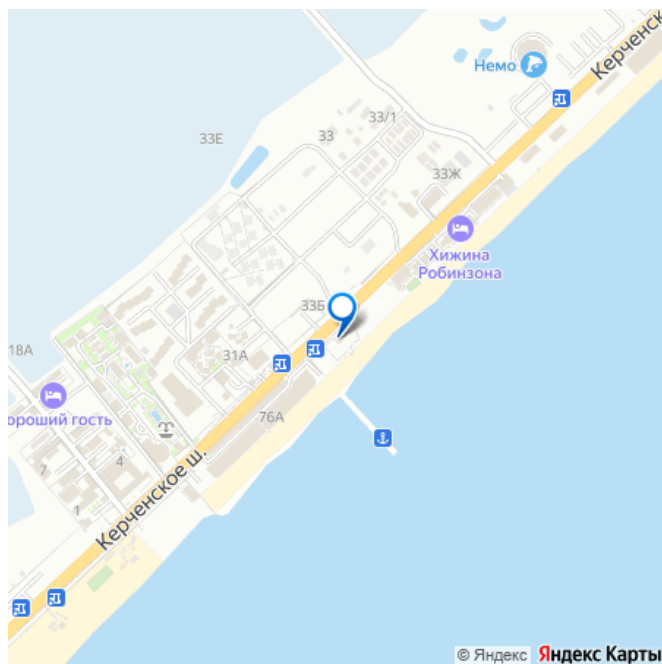 Немо
Керченское
33/1
33
33Е
33Ж
Хижина
Робинзона
33Б
18А
31А
ороший гость
76А
7
4
1
Керченское ш.
© Яндекс Яндекс Карты